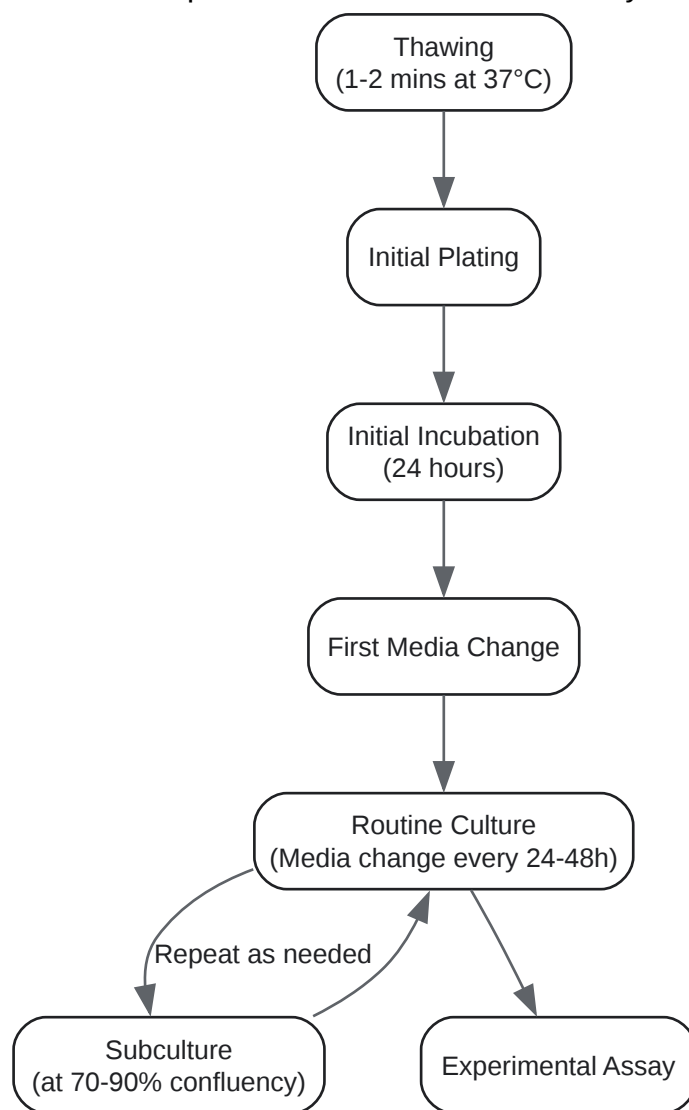 Thawing
(1-2 mins at 37°C)
Initial Plating
Initial Incubation
(24 hours)
First Media Change
Routine Culture
(Media change every 24-48h)
Repeat as needed
Subculture
(at 70-90% confluency)
Experimental Assay